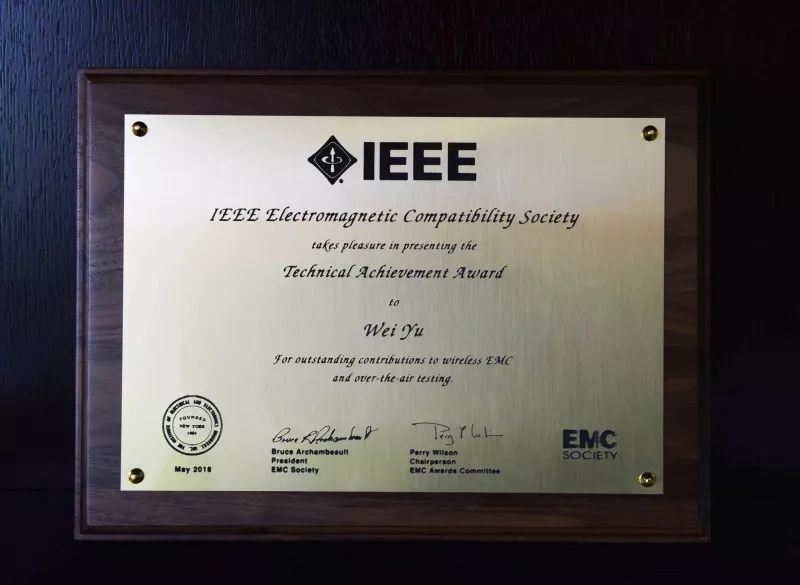 IEEE
IEEE Electromagnetic Compatibility Society
takes pleasure in presenting the
Technical Achievement Award
to
Wei Yu
For outstanding contributions to wireless EMC
and over-the-air testing.
FOUNDED
NEW YORK
1884
May 2018
Bruce Archambeault
President
EMC Society
Perry Wilson
Chairperson
EMC Awards Committee
EMC
SOCIETY